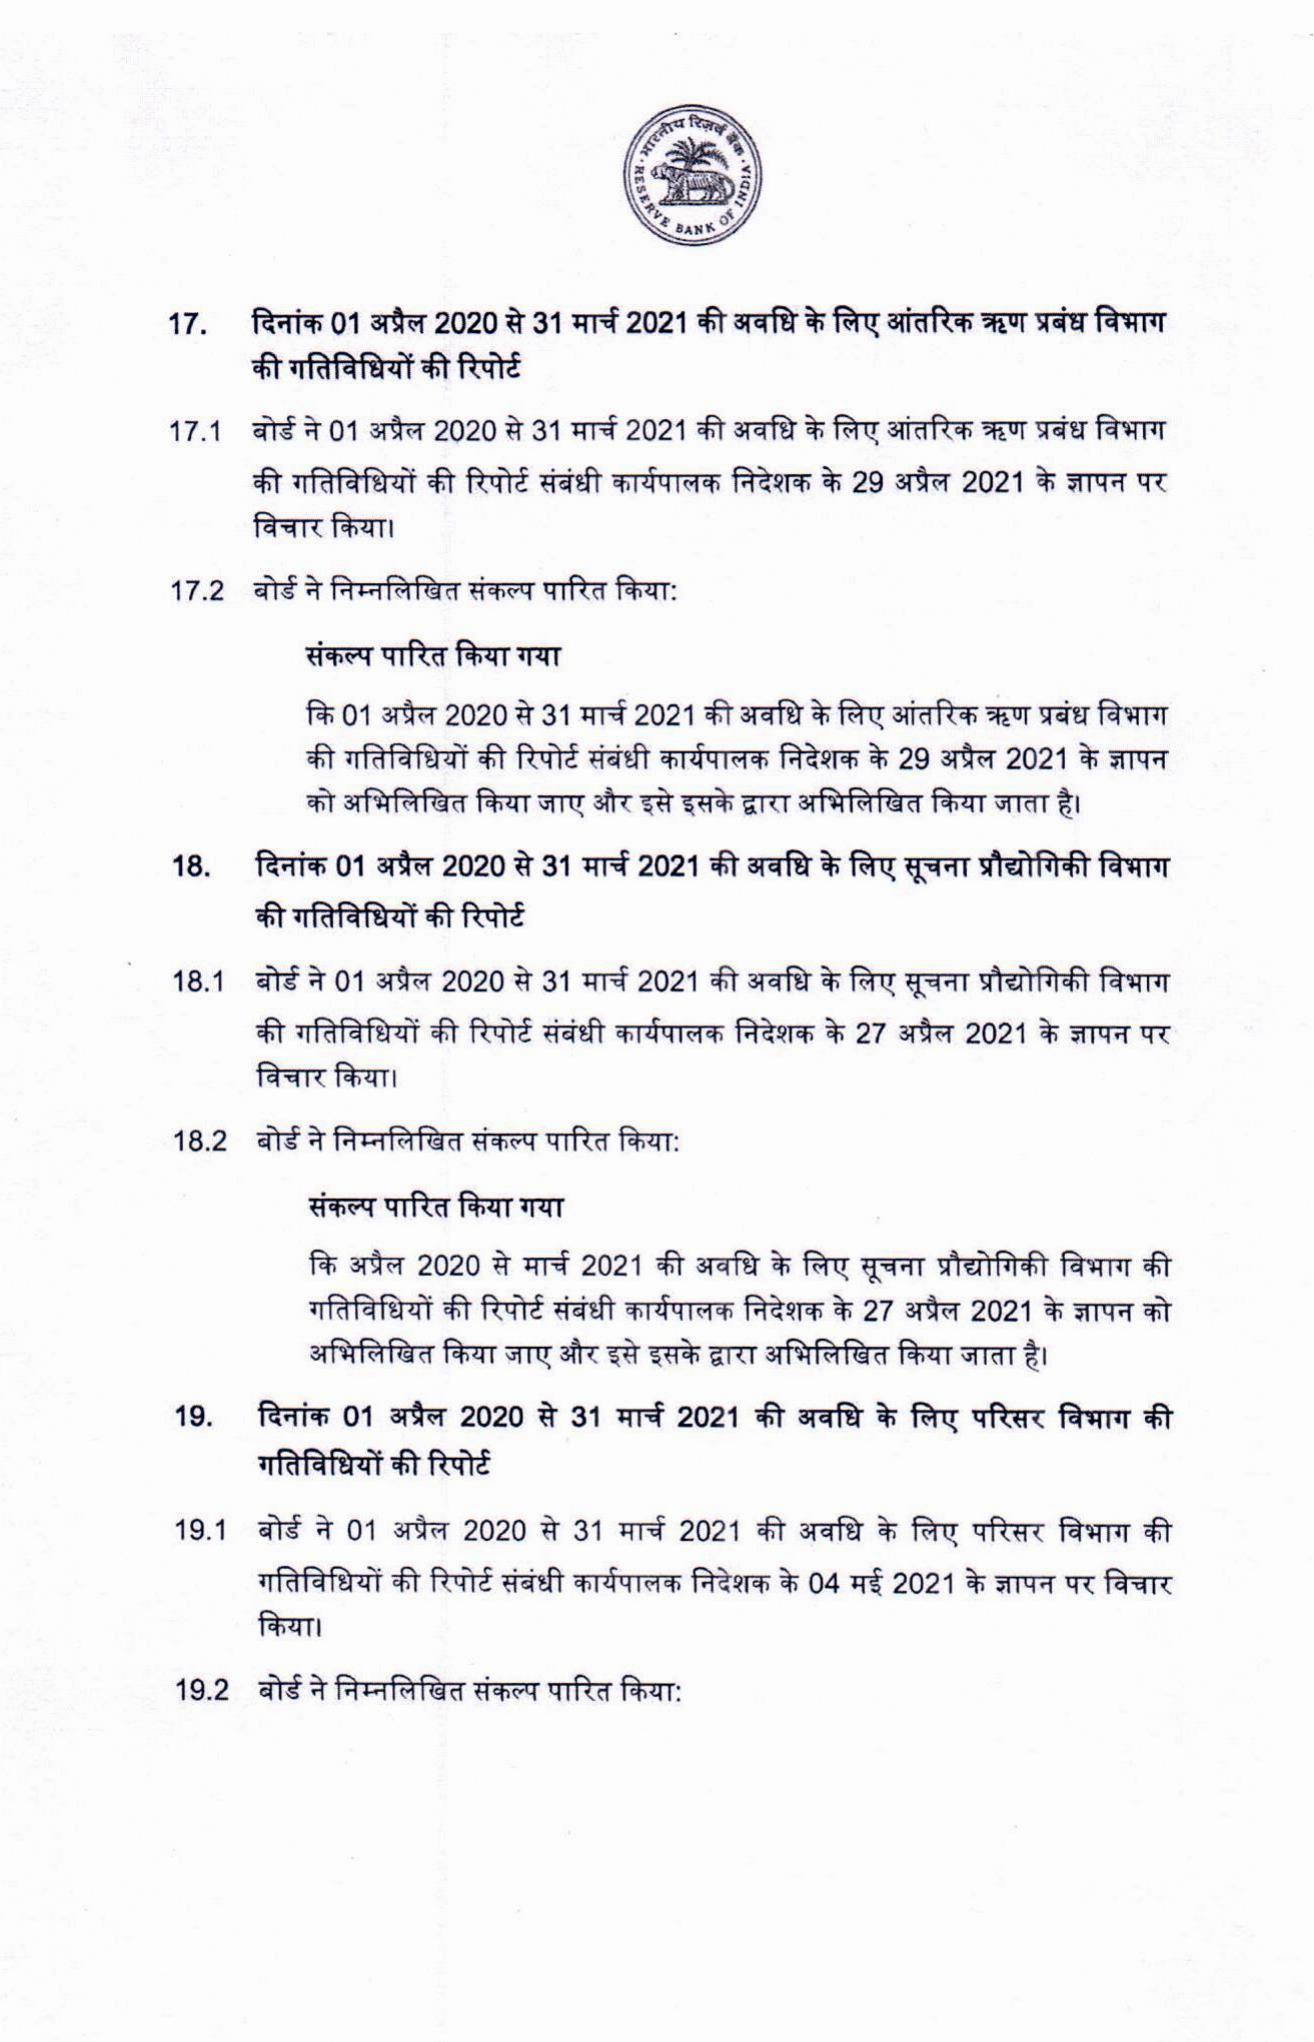 भारतीय रिज़र्व बैंक
RESERVE BANK OF INDIA
17. दिनांक 01 अप्रैल 2020 से 31 मार्च 2021 की अवधि के लिए आंतरिक ऋण प्रबंध विभाग
की गतिविधियों की रिपोर्ट
17.1 बोर्ड ने 01 अप्रैल 2020 से 31 मार्च 2021 की अवधि के लिए आंतरिक ऋण प्रबंध विभाग
की गतिविधियों की रिपोर्ट संबंधी कार्यपालक निदेशक के 29 अप्रैल 2021 के ज्ञापन पर
विचार किया।
17.2 बोर्ड ने निम्नलिखित संकल्प पारित किया:
संकल्प पारित किया गया
कि 01 अप्रैल 2020 से 31 मार्च 2021 की अवधि के लिए आंतरिक ऋण प्रबंध विभाग
की गतिविधियों की रिपोर्ट संबंधी कार्यपालक निदेशक के 29 अप्रैल 2021 के ज्ञापन
को अभिलिखित किया जाए और इसे इसके द्वारा अभिलिखित किया जाता है।
18. दिनांक 01 अप्रैल 2020 से 31 मार्च 2021 की अवधि के लिए सूचना प्रौद्योगिकी विभाग
की गतिविधियों की रिपोर्ट
18.1 बोर्ड ने 01 अप्रैल 2020 से 31 मार्च 2021 की अवधि के लिए सूचना प्रौद्योगिकी विभाग
की गतिविधियों की रिपोर्ट संबंधी कार्यपालक निदेशक के 27 अप्रैल 2021 के ज्ञापन पर
विचार किया।
18.2 बोर्ड ने निम्नलिखित संकल्प पारित किया:
संकल्प पारित किया गया
कि अप्रैल 2020 से मार्च 2021 की अवधि के लिए सूचना प्रौद्योगिकी विभाग की
गतिविधियों की रिपोर्ट संबंधी कार्यपालक निदेशक के 27 अप्रैल 2021 के ज्ञापन को
अभिलिखित किया जाए और इसे इसके द्वारा अभिलिखित किया जाता है।
19. दिनांक 01 अप्रैल 2020 से 31 मार्च 2021 की अवधि के लिए परिसर विभाग की
गतिविधियों की रिपोर्ट
19.1 बोर्ड ने 01 अप्रैल 2020 से 31 मार्च 2021 की अवधि के लिए परिसर विभाग की
गतिविधियों की रिपोर्ट संबंधी कार्यपालक निदेशक के 04 मई 2021 के ज्ञापन पर विचार
किया।
19.2 बोर्ड ने निम्नलिखित संकल्प पारित किया: